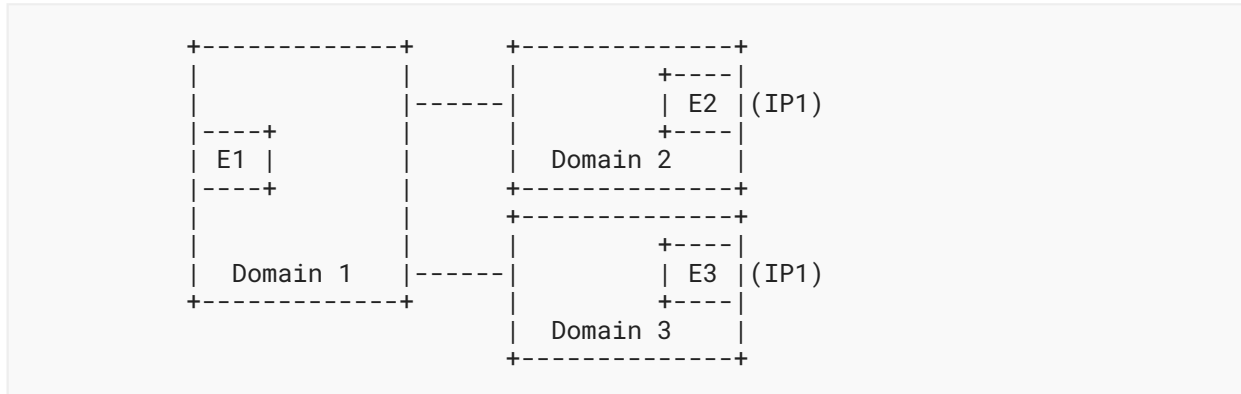 +-------------+      +--------------+
|             |      |         +----|
|             |------|         | E2 |(IP1)
|----+        |      |         +----|
| E1 |        |      |  Domain 2    |
|----+        |      +--------------+
|             |      +--------------+
|             |      |         +----|
|  Domain 1   |------|         | E3 |(IP1)
+-------------+      |         +----|
                     |  Domain 3    |
                     +--------------+